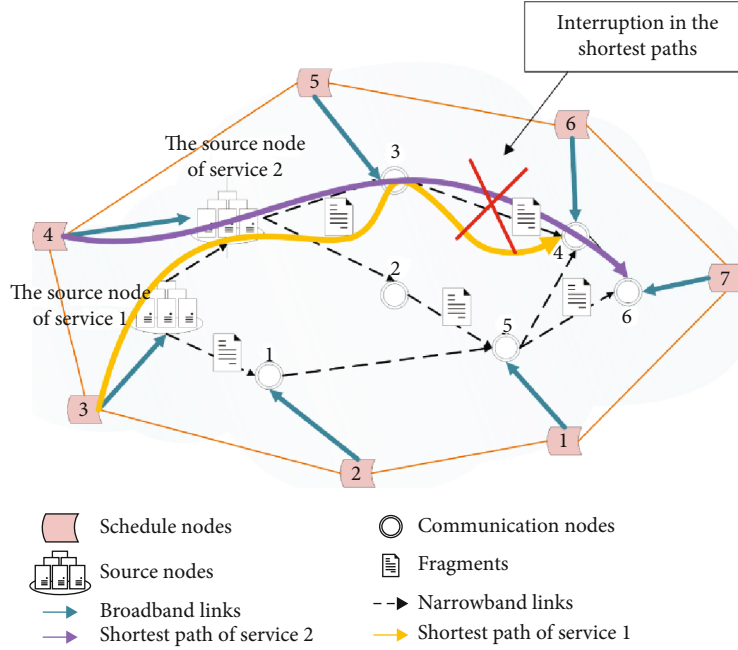 Interruption in the
shortest paths
5
6
The source node
of service 2
3
4
4
2
7
The source node
of service 1
6
5
1
3
1
2
Schedule nodes
Communication nodes
Source nodes
Fragments
Broadband links
Narrowband links
Shortest path of service 2
Shortest path of service 1